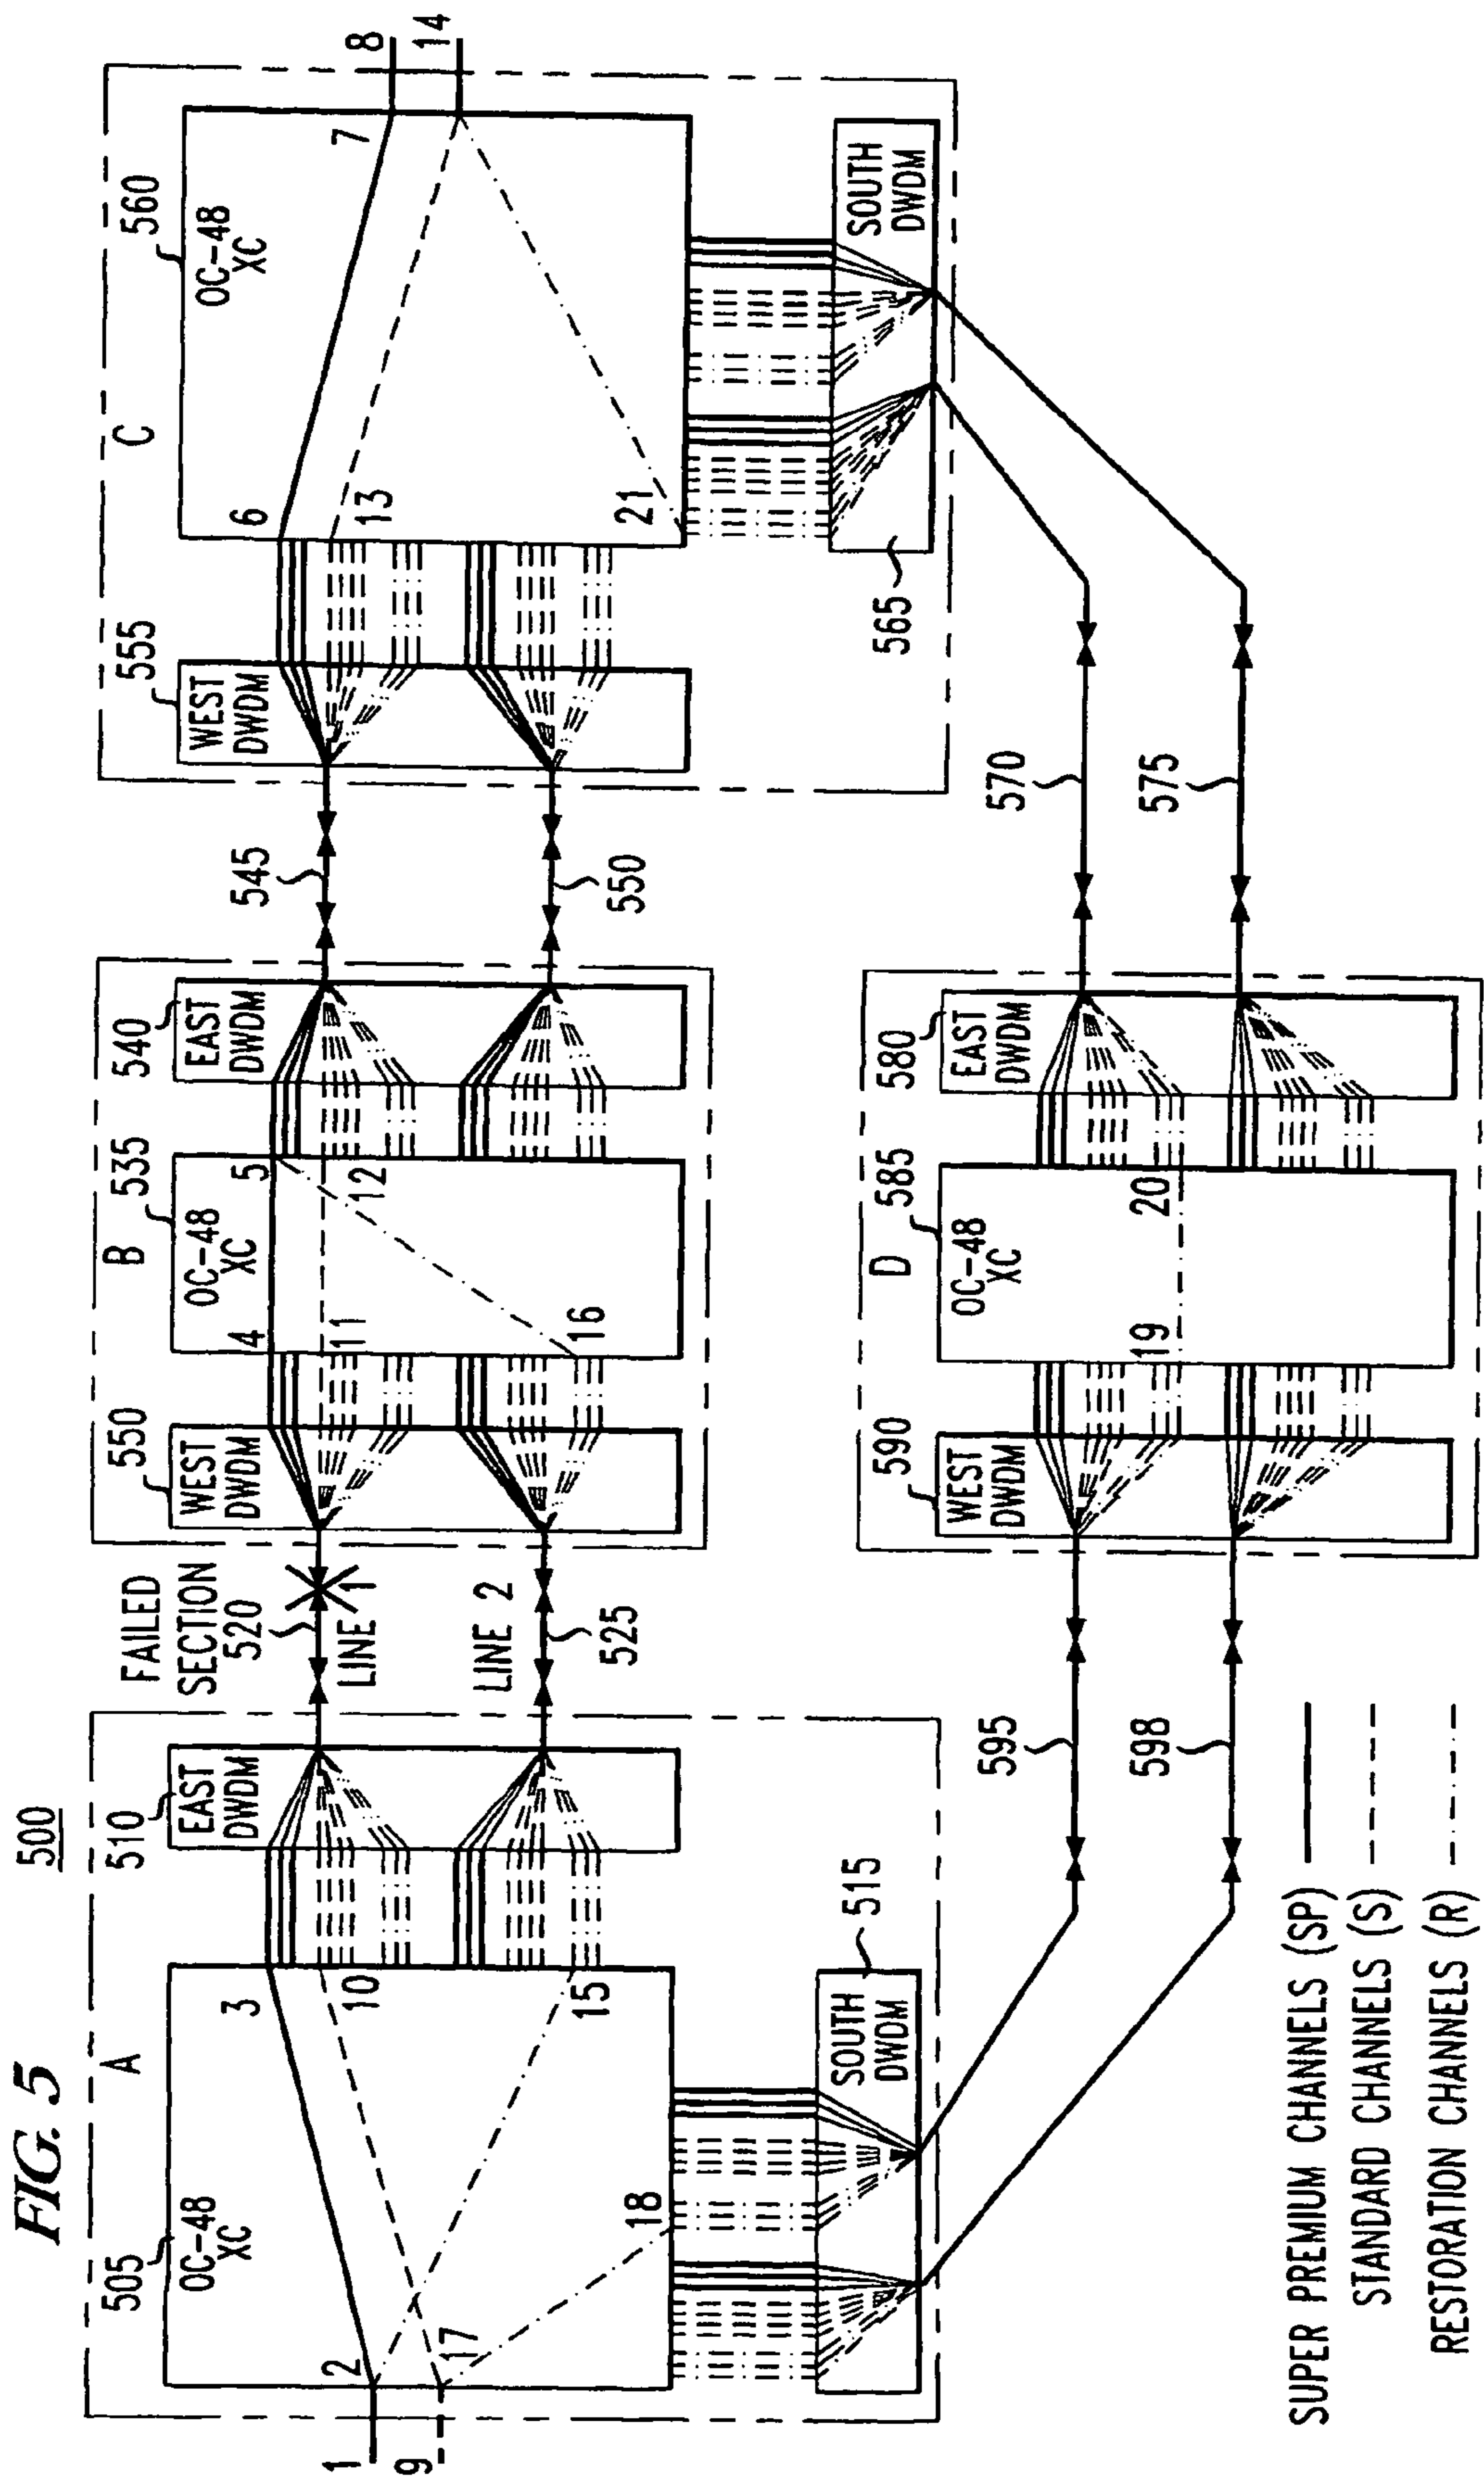 FIG. 5
500
A
505
OC-48
XC
1
2
3
9
10
15
17
18
510
EAST
DWDM
515
SOUTH
DWDM
FAILED
SECTION
520
LINE 1
LINE 2
525
B
550
WEST
DWDM
535
OC-48
XC
4
5
11
12
16
540
EAST
DWDM
545
550
C
555
WEST
DWDM
560
OC-48
XC
6
7
8
13
14
21
565
SOUTH
DWDM
570
575
D
580
EAST
DWDM
585
OC-48
XC
19
20
590
WEST
DWDM
595
598
SUPER PREMIUM CHANNELS (SP)
STANDARD CHANNELS (S)
RESTORATION CHANNELS (R)